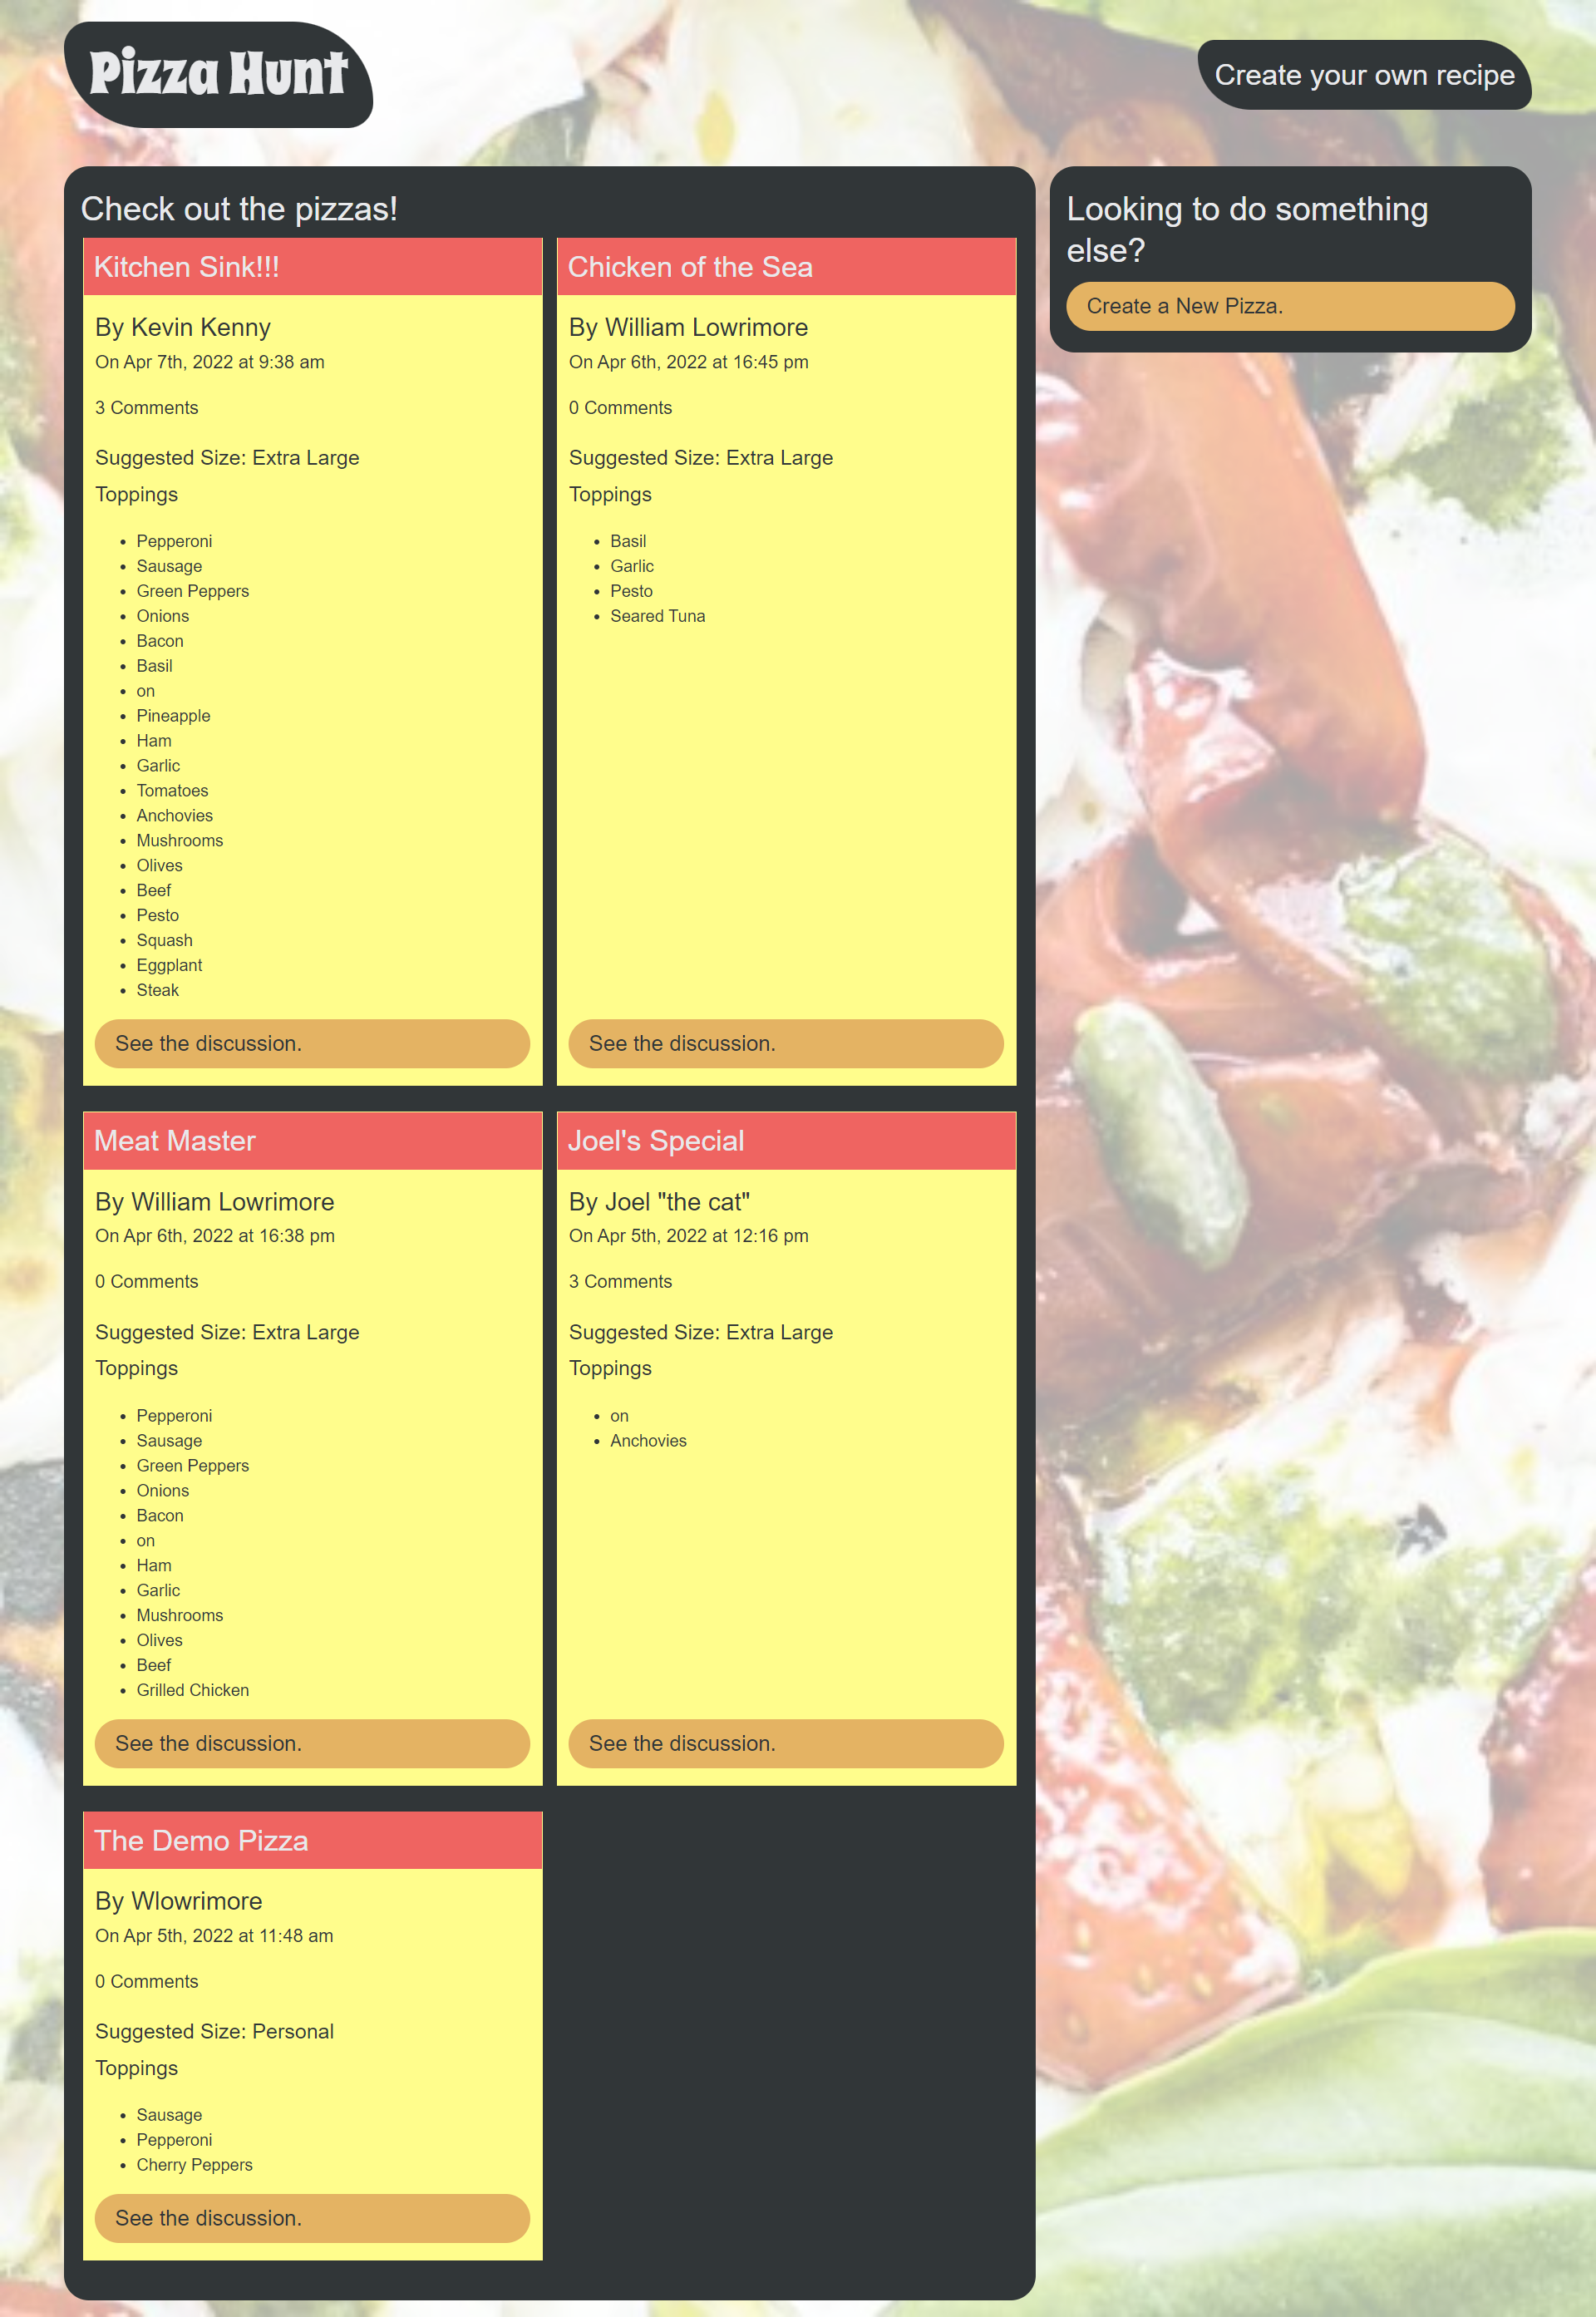 Pizza Hunt
Create your own recipe
Check out the pizzas!
Kitchen Sink!!!
By Kevin Kenny
On Apr 7th, 2022 at 9:38 am
3 Comments
Suggested Size: Extra Large
Toppings
Pepperoni
Sausage
Green Peppers
Onions
Bacon
Basil
on
Pineapple
Ham
Garlic
Tomatoes
Anchovies
Mushrooms
Olives
Beef
Pesto
Squash
Eggplant
Steak
See the discussion.
Chicken of the Sea
By William Lowrimore
On Apr 6th, 2022 at 16:45 pm
0 Comments
Suggested Size: Extra Large
Toppings
Basil
Garlic
Pesto
Seared Tuna
See the discussion.
Meat Master
By William Lowrimore
On Apr 6th, 2022 at 16:38 pm
0 Comments
Suggested Size: Extra Large
Toppings
Pepperoni
Sausage
Green Peppers
Onions
Bacon
on
Ham
Garlic
Mushrooms
Olives
Beef
Grilled Chicken
See the discussion.
Joel's Special
By Joel "the cat"
On Apr 5th, 2022 at 12:16 pm
3 Comments
Suggested Size: Extra Large
Toppings
on
Anchovies
See the discussion.
The Demo Pizza
By Wlowrimore
On Apr 5th, 2022 at 11:48 am
0 Comments
Suggested Size: Personal
Toppings
Sausage
Pepperoni
Cherry Peppers
See the discussion.
Looking to do something
else?
Create a New Pizza.